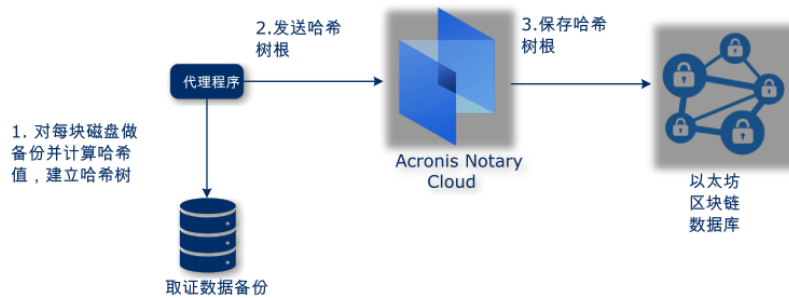 2.发送哈希
树根
3.保存哈希
树根
代理程序
1. 对每块磁盘做
备份并计算哈希
值，建立哈希树
Acronis Notary
Cloud
以太坊
区块链
数据库
取证数据备份